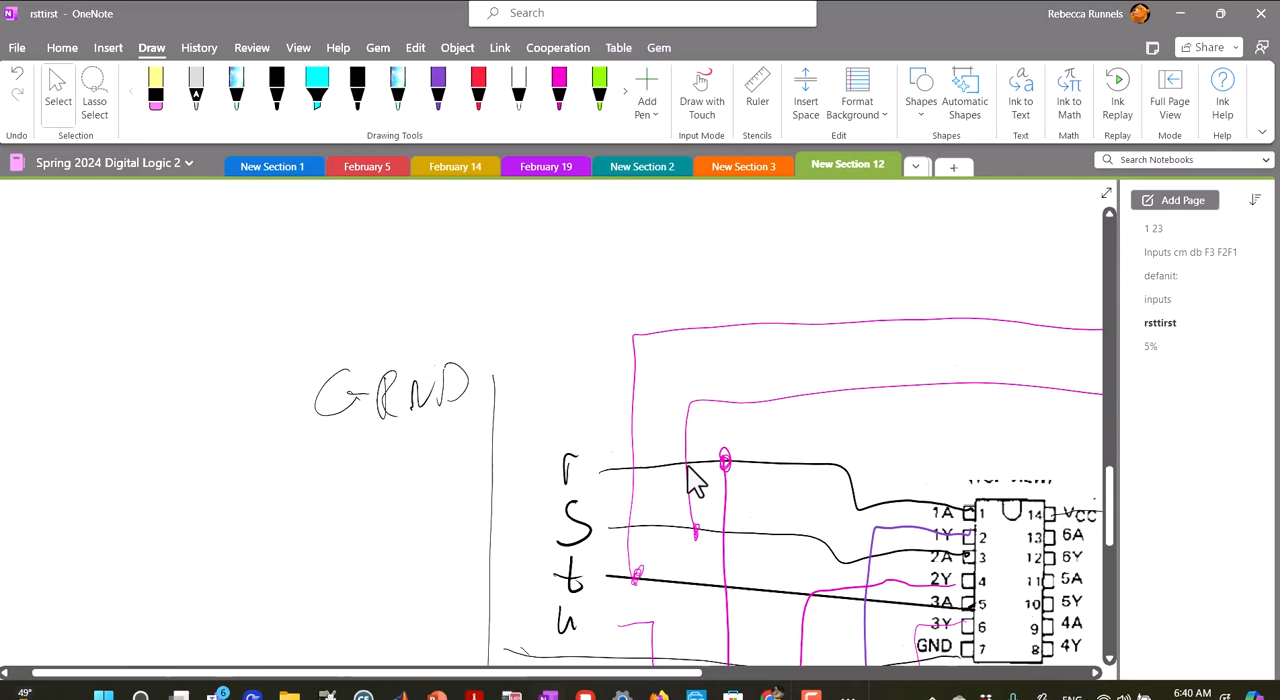 rsttirst - OneNote
Search
Rebecca Runnels
File Home Insert Draw History Review View Help Gem Edit Object Link Cooperation Table Gem
Share
Select
Lasso Select
Add Pen
Draw with Touch
Ruler
Insert Space
Format Background
Shapes
Automatic Shapes
Ink to Text
Ink to Math
Ink Replay
Full Page View
Ink Help
Undo
Selection
Drawing Tools
Input Mode
Stencils
Edit
Shapes
Text
Math
Replay
Mode
Help
Spring 2024 Digital Logic 2
New Section 1
February 5
February 14
February 19
New Section 2
New Section 3
New Section 12
Search Notebooks
Add Page
1 23
Inputs cm db F3 F2F1
defanit:
inputs
rsttirst
5%
GRND
r
S
t
u
1A 1 14 VCC
1Y 2 13 6A
2A 3 12 6Y
2Y 4 11 5A
3A 5 10 5Y
3Y 6 9 4A
GND 7 8 4Y
49°
6
ENG
6:40 AM